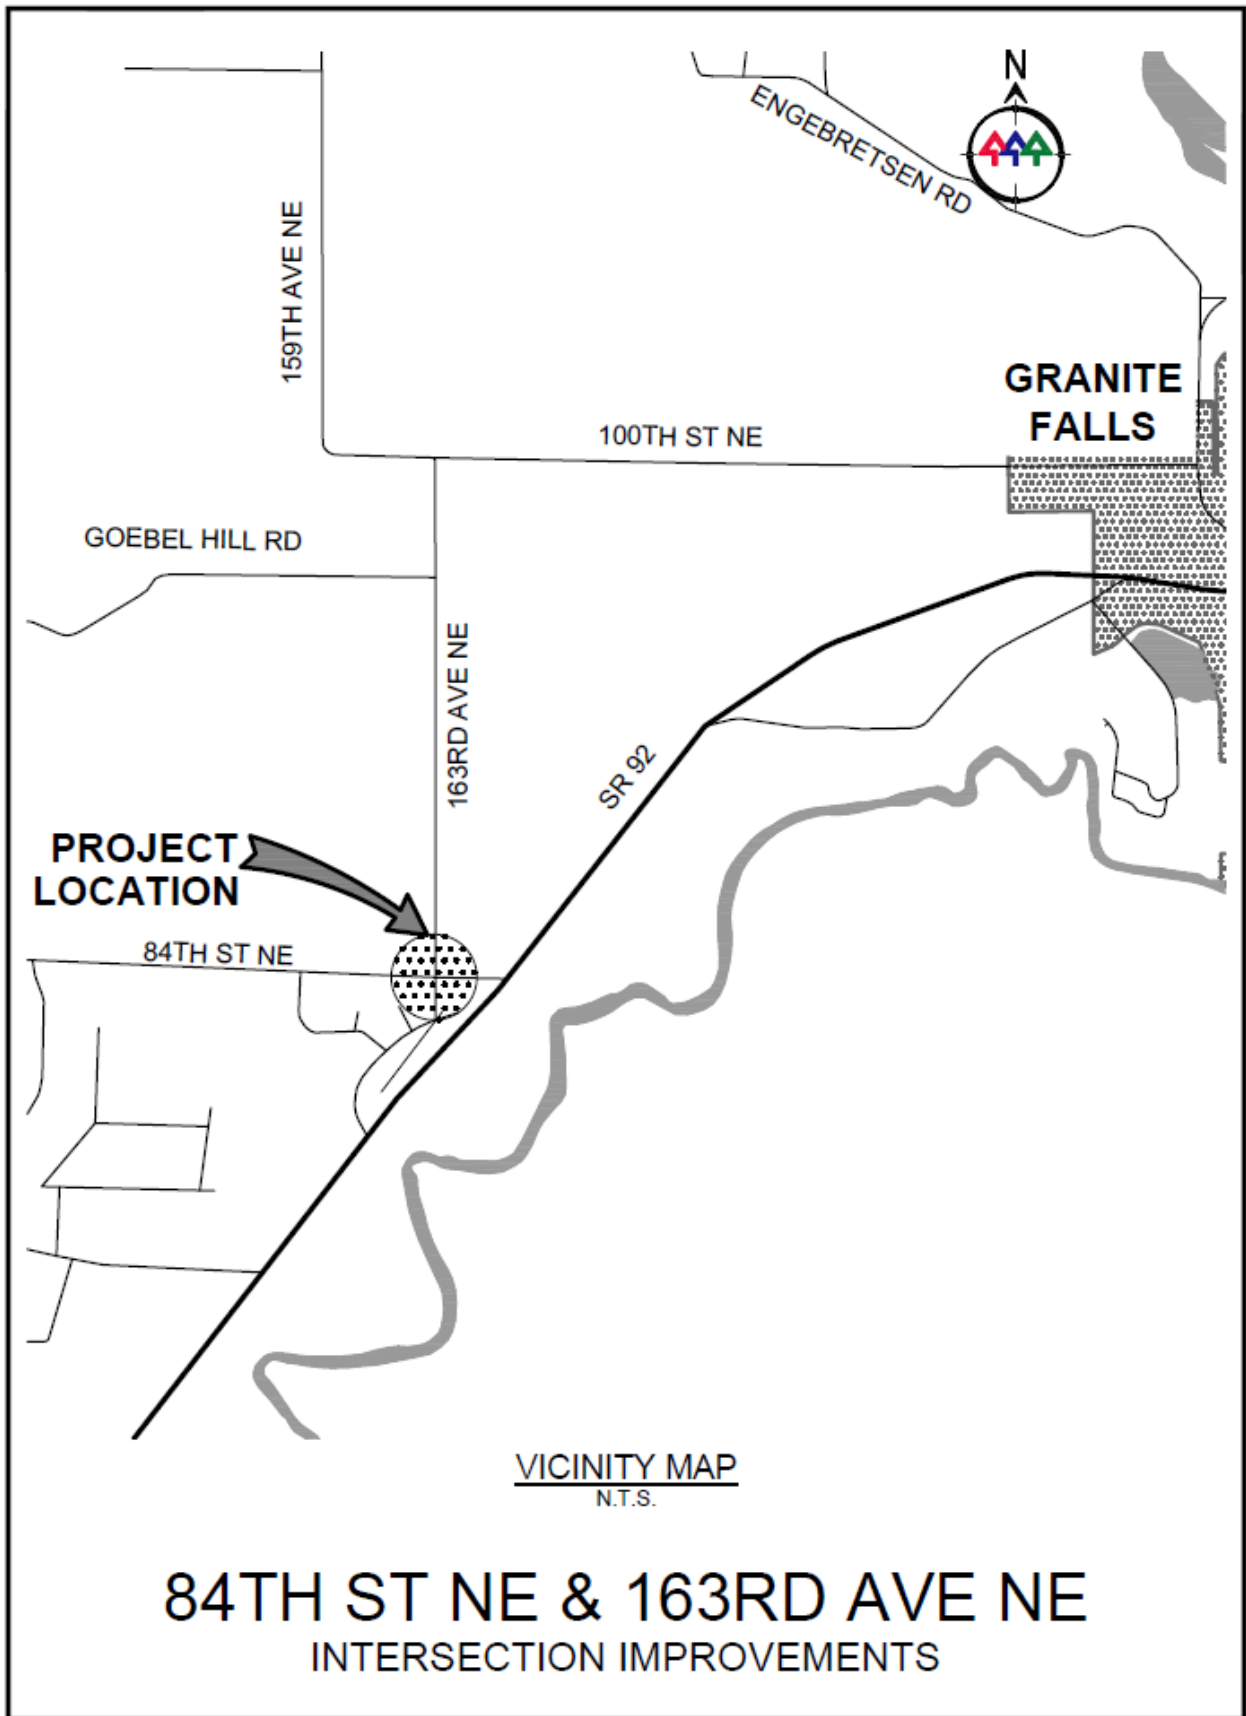 N
ENGEBRETSEN RD
159TH AVE NE
GRANITE
FALLS
100TH ST NE
GOEBEL HILL RD
163RD AVE NE
SR 92
PROJECT
LOCATION
84TH ST NE
VICINITY MAP
N.T.S.
84TH ST NE & 163RD AVE NE
INTERSECTION IMPROVEMENTS